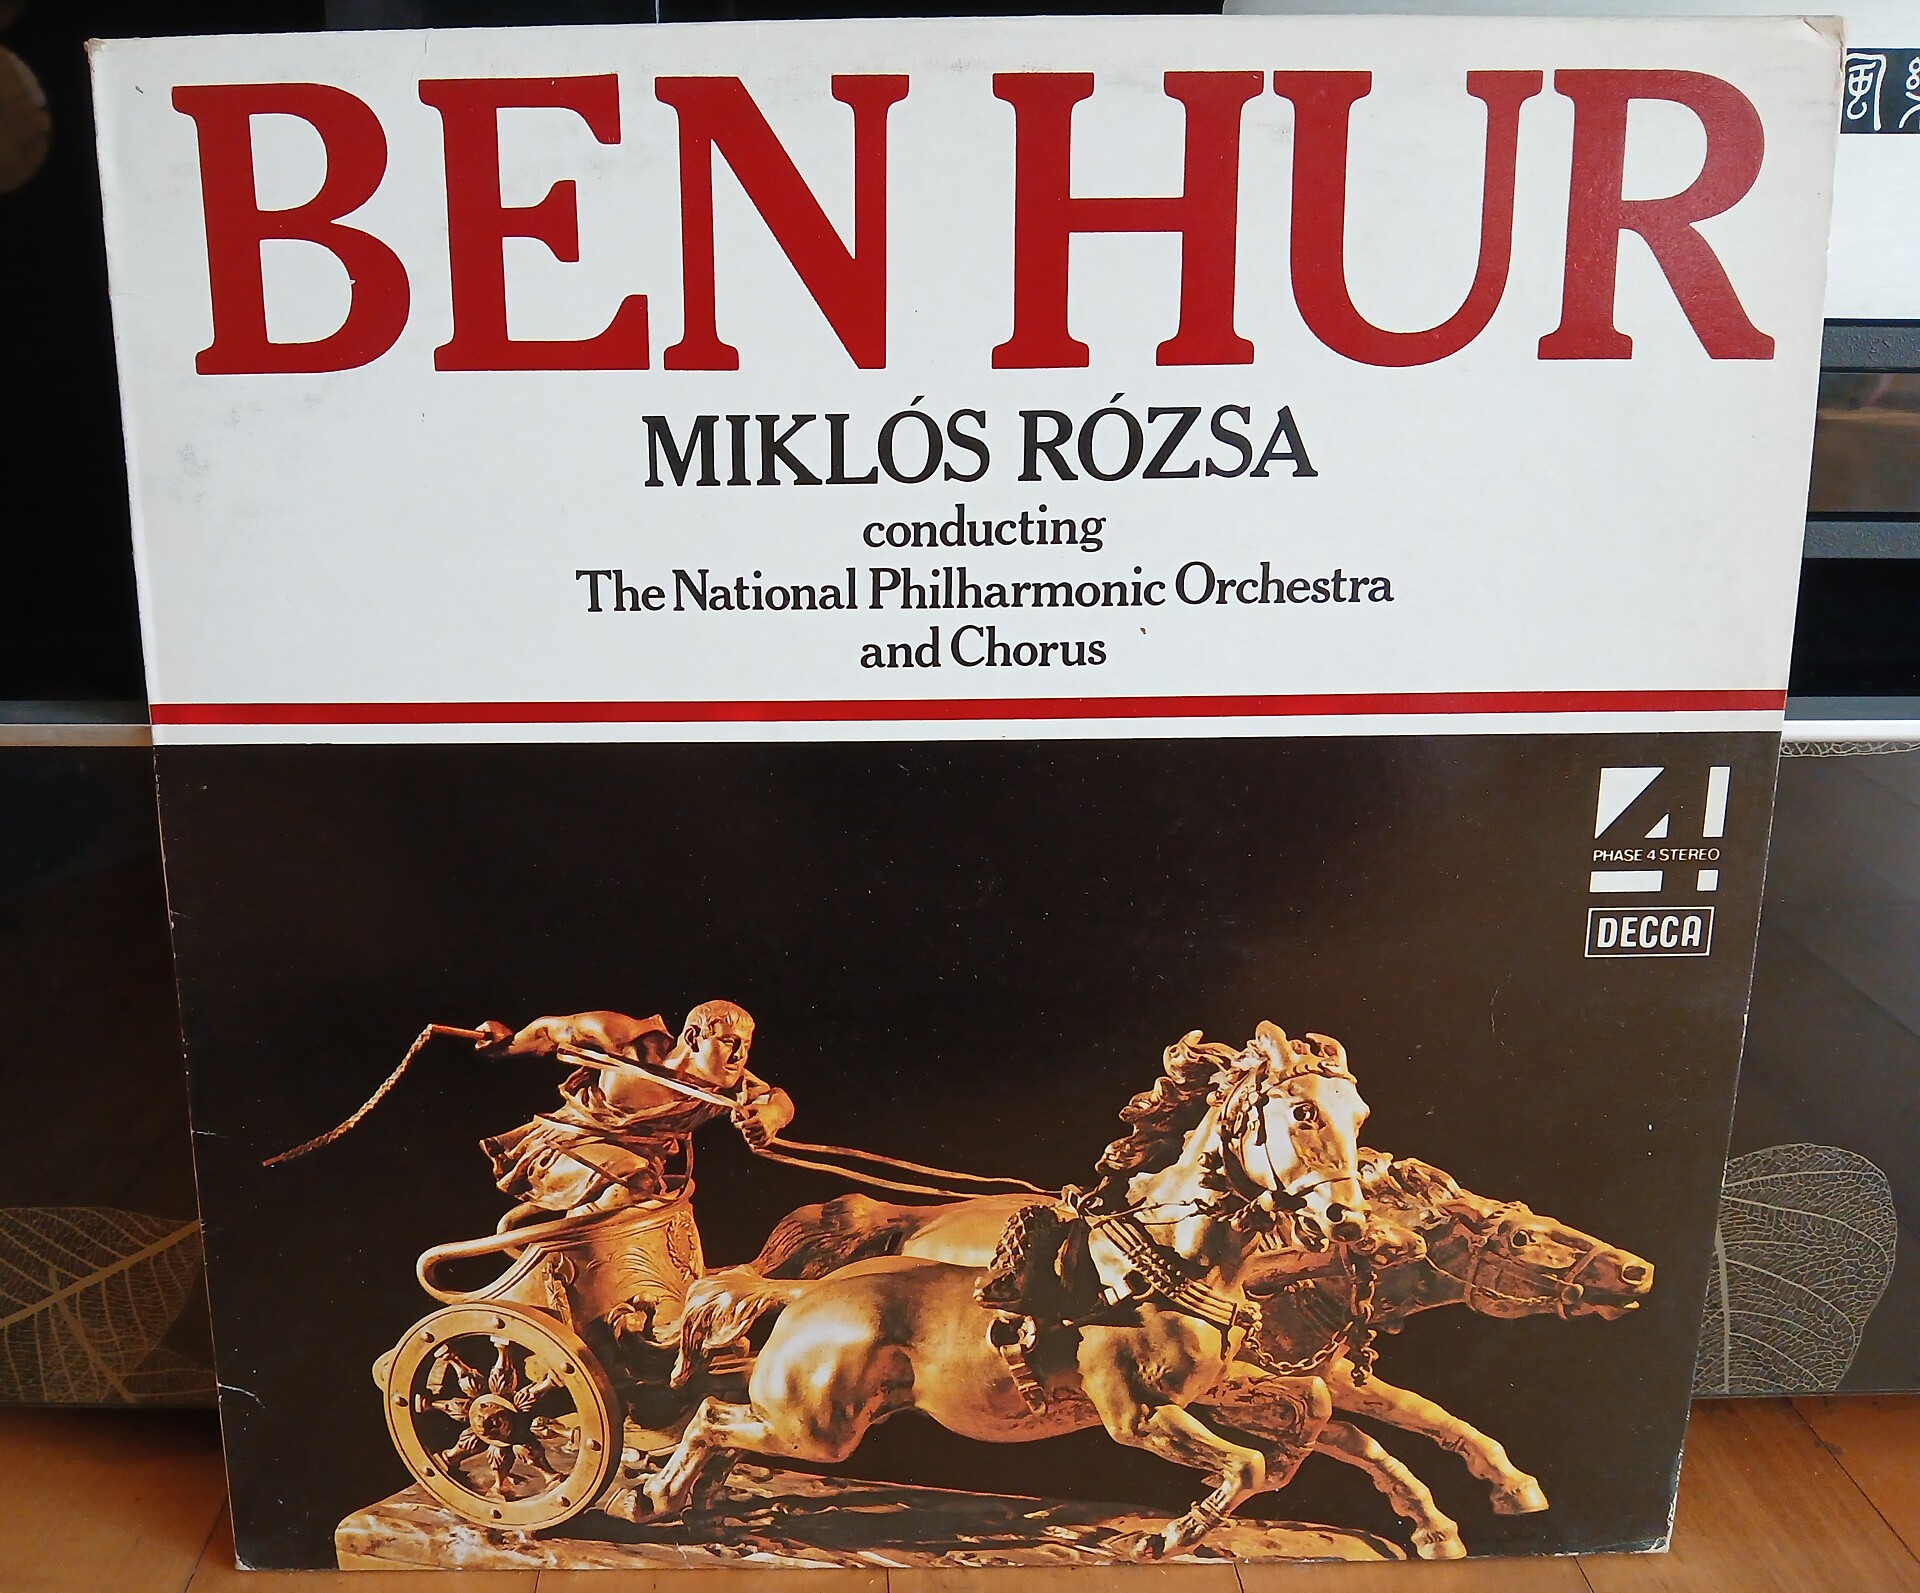 BEN HUR
MIKLÓS RÓZSA
conducting
The National Philharmonic Orchestra
and Chorus
4
PHASE 4 STEREO
DECCA